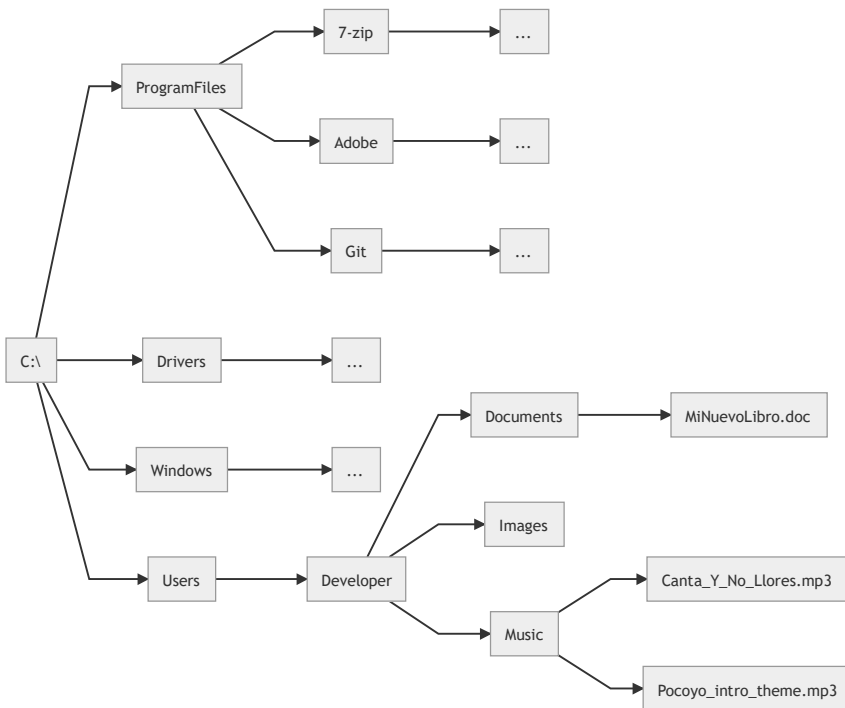 7-zip
...
ProgramFiles
Adobe
...
Git
...
C:\
Drivers
...
Documents
MiNuevoLibro.doc
Windows
...
Images
Users
Developer
Canta_Y_No_Llores.mp3
Music
Pocoyo_intro_theme.mp3